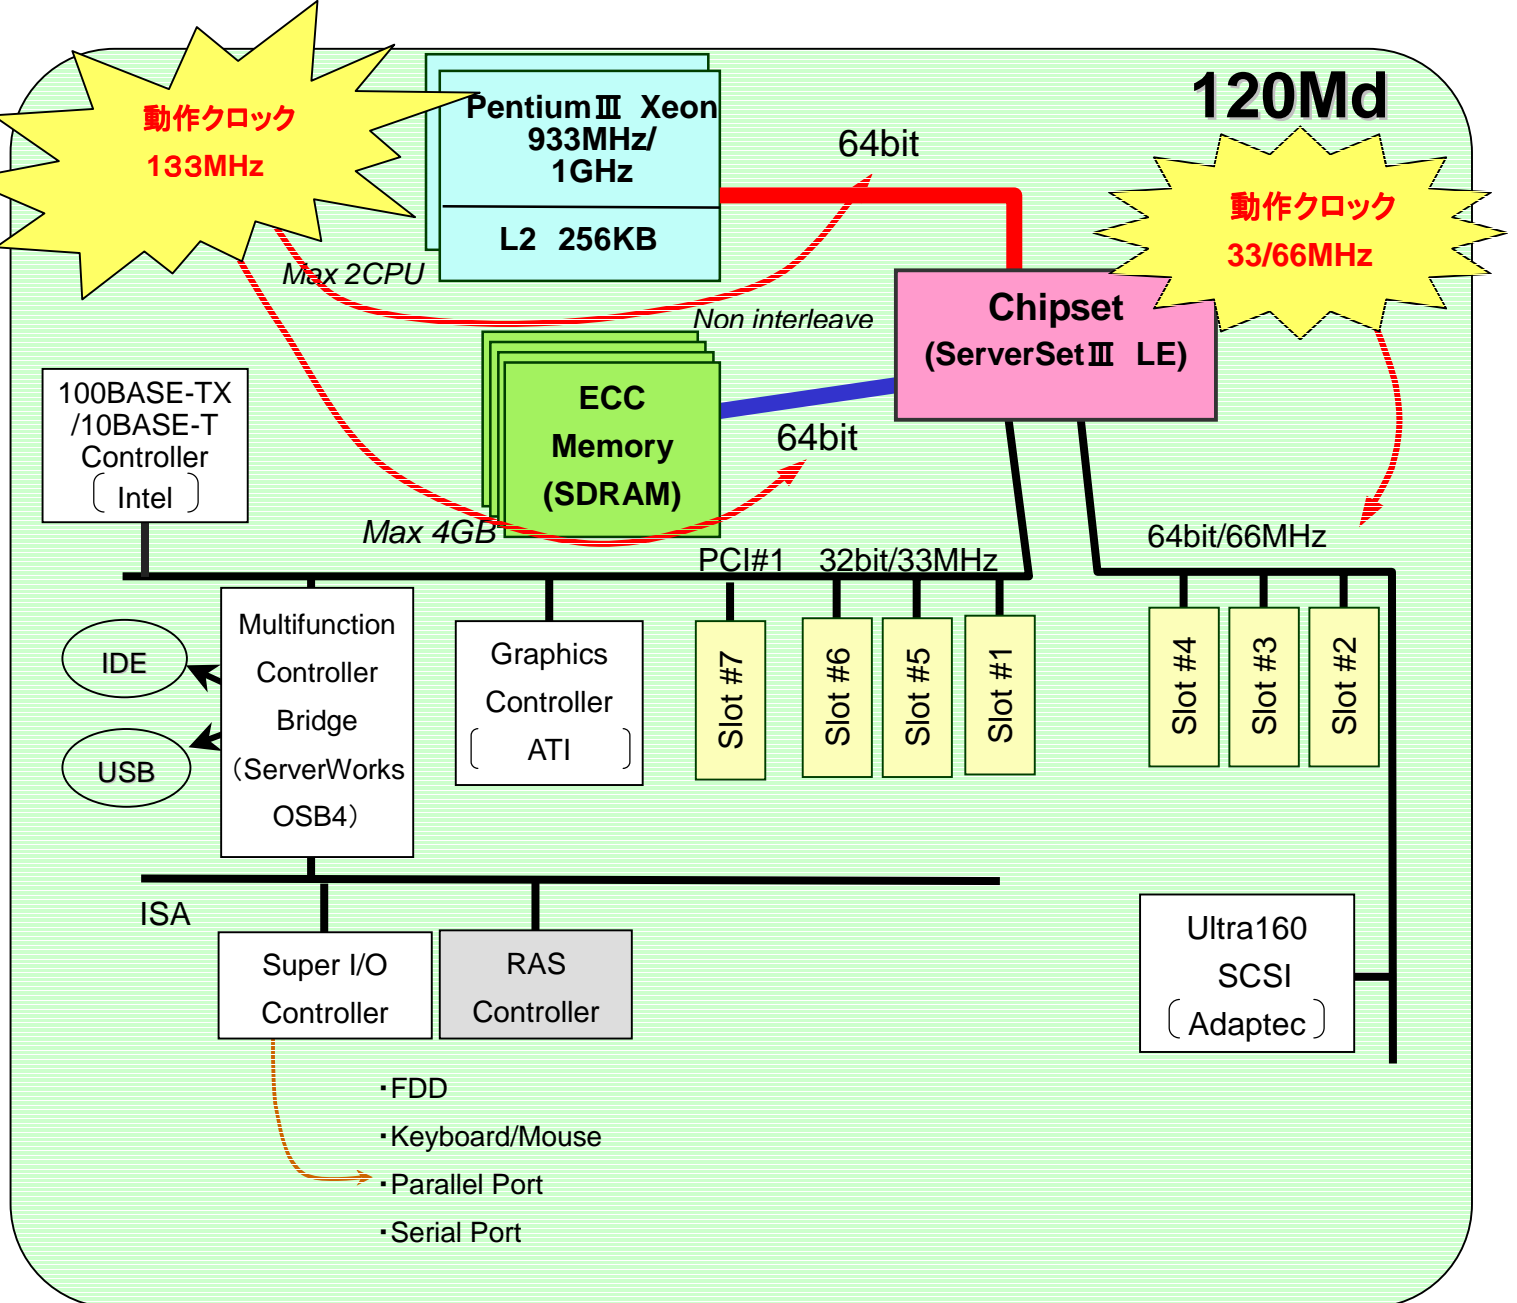 120Md
動作クロック
133MHz
PentiumⅢ Xeon
933MHz/
1GHz
L2 256KB
64bit
動作クロック
33/66MHz
Max 2CPU
Non interleave
Chipset
(ServerSetⅢ LE)
100BASE-TX
/10BASE-T
Controller
〔 Intel 〕
ECC
Memory
(SDRAM)
64bit
Max 4GB
PCI#1 32bit/33MHz
64bit/66MHz
IDE
USB
Multifunction
Controller
Bridge
（ServerWorks
OSB4）
Graphics
Controller
〔 ATI 〕
Slot #7
Slot #6
Slot #5
Slot #1
Slot #4
Slot #3
Slot #2
ISA
Super I/O
Controller
RAS
Controller
Ultra160
SCSI
〔 Adaptec 〕
・FDD
・Keyboard/Mouse
・Parallel Port
・Serial Port